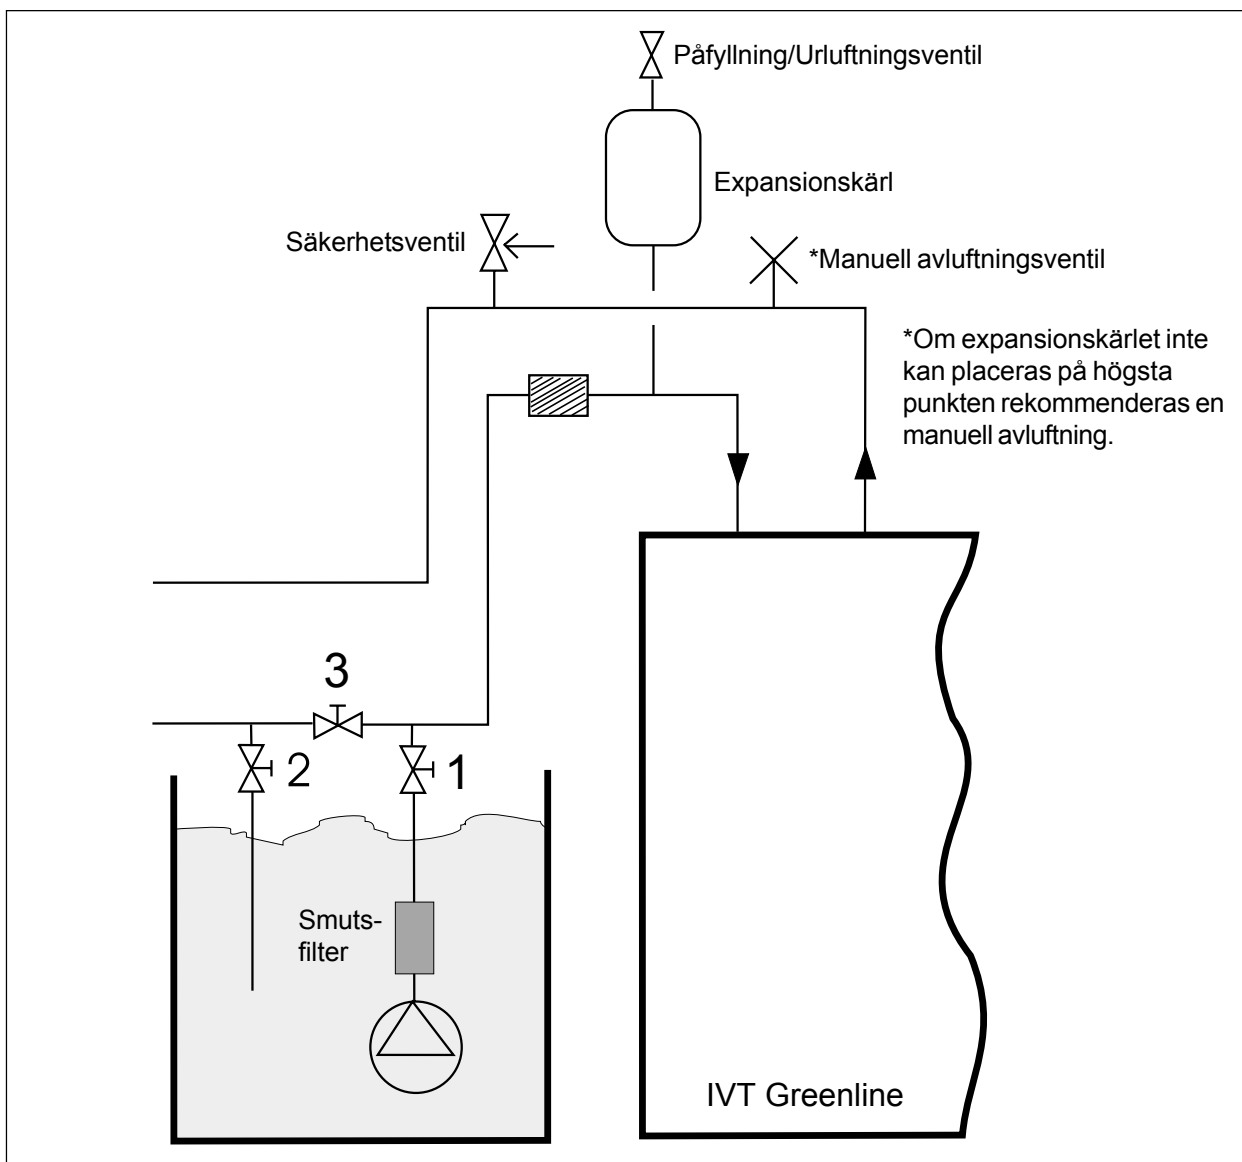 Påfyllning/Urluftningsventil
Expansionskärl
Säkerhetsventil
*Manuell avluftningsventil
*Om expansionskärlet inte
kan placeras på högsta
punkten rekommenderas en
manuell avluftning.
3
2
1
Smuts-
filter
IVT Greenline